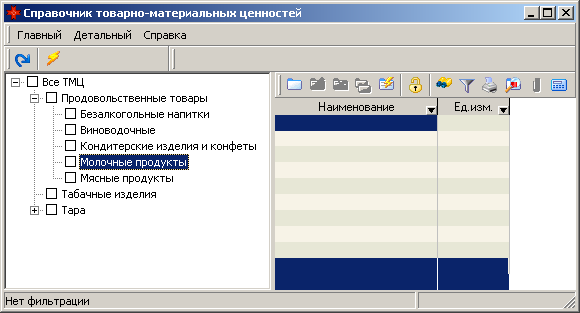 Справочник товарно-материальных ценностей
Главный Детальный Справка
Все ТМЦ
Продовольственные товары
Безалкогольные напитки
Виноводочные
Кондитерские изделия и конфеты
Молочные продукты
Мясные продукты
Табачные изделия
Тара
Наименование Ед.изм.
Нет фильтрации